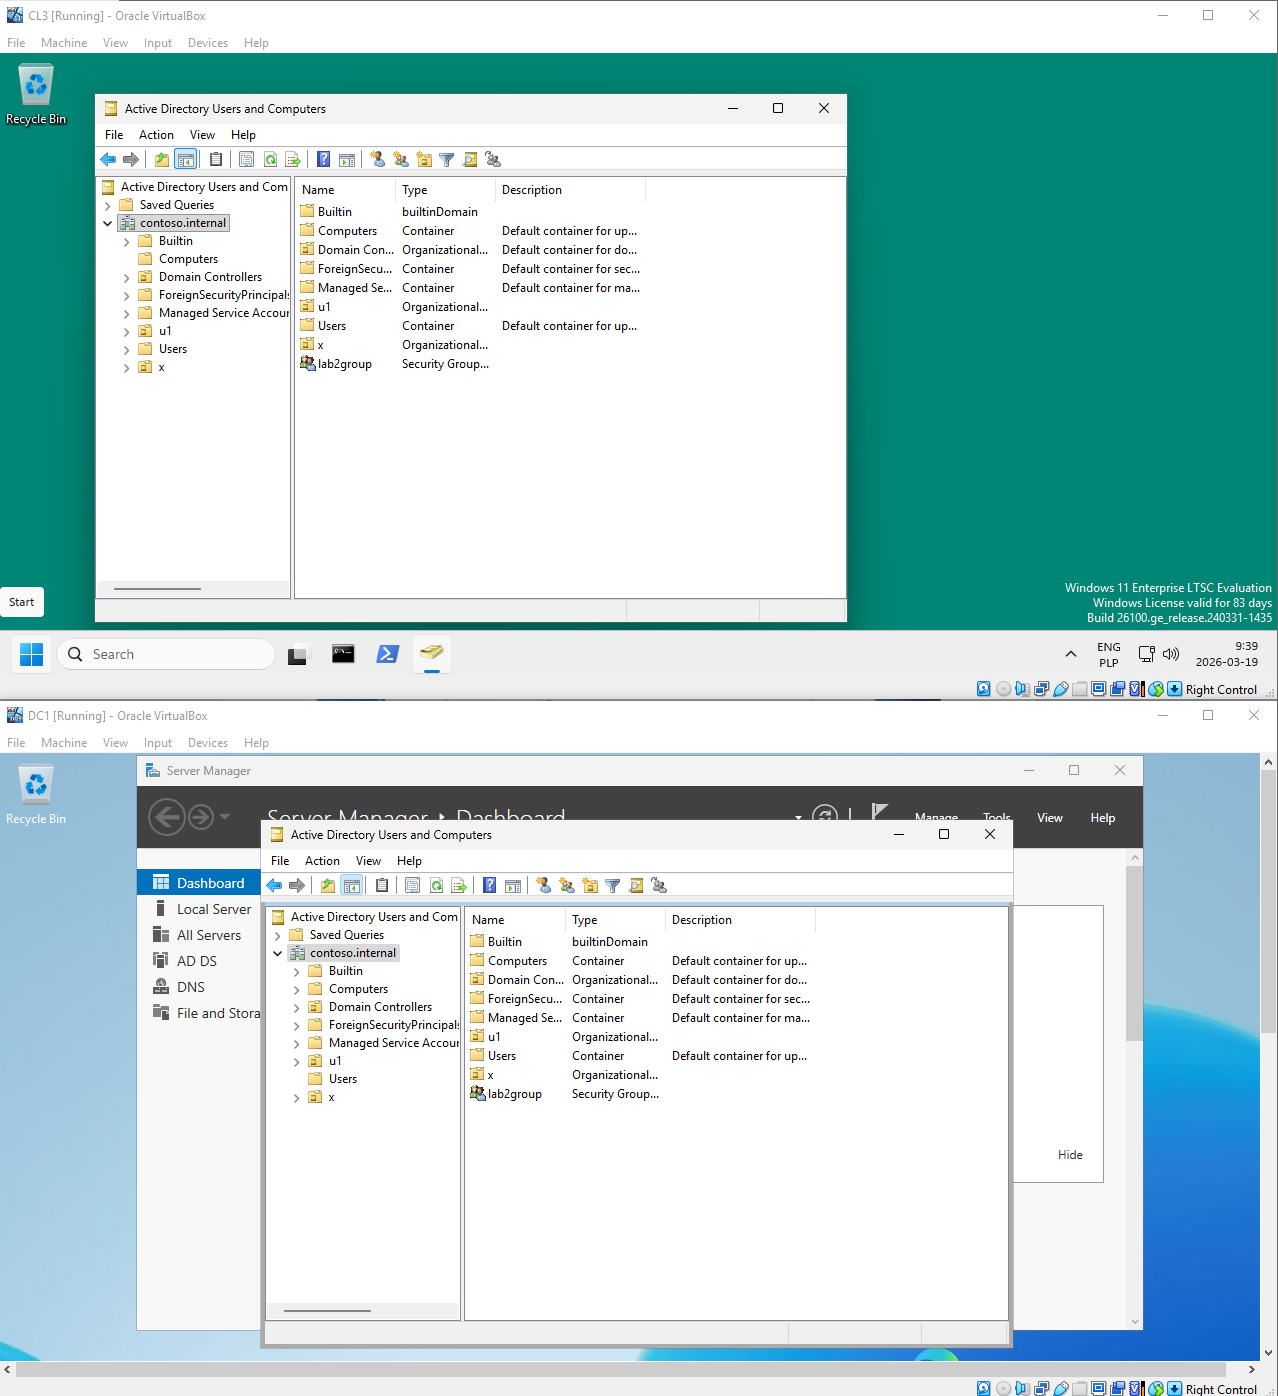 CL3 [Running] - Oracle VirtualBox
File Machine View Input Devices Help
Recycle Bin
Active Directory Users and Computers
File Action View Help
Active Directory Users and Com
Saved Queries
contoso.internal
Builtin
Computers
Domain Controllers
ForeignSecurityPrincipals
Managed Service Accour
u1
Users
x
Name Type Description
Builtin builtinDomain
Computers Container Default container for up...
Domain Con... Organizational... Default container for do...
ForeignSecu... Container Default container for sec...
Managed Se... Container Default container for ma...
u1 Organizational...
Users Container Default container for up...
x Organizational...
lab2group Security Group...
Start
Windows 11 Enterprise LTSC Evaluation
Windows License valid for 83 days
Build 26100.ge_release.240331-1435
Search
ENG
PLP
9:39
2026-03-19
Right Control
DC1 [Running] - Oracle VirtualBox
File Machine View Input Devices Help
Recycle Bin
Server Manager
Server Manager Dashboard
Manage Tools View Help
Dashboard
Local Server
All Servers
AD DS
DNS
File and Stora
Active Directory Users and Computers
File Action View Help
Active Directory Users and Com
Saved Queries
contoso.internal
Builtin
Computers
Domain Controllers
ForeignSecurityPrincipals
Managed Service Accour
u1
Users
x
Name Type Description
Builtin builtinDomain
Computers Container Default container for up...
Domain Con... Organizational... Default container for do...
ForeignSecu... Container Default container for sec...
Managed Se... Container Default container for ma...
u1 Organizational...
Users Container Default container for up...
x Organizational...
lab2group Security Group...
Hide
Right Control